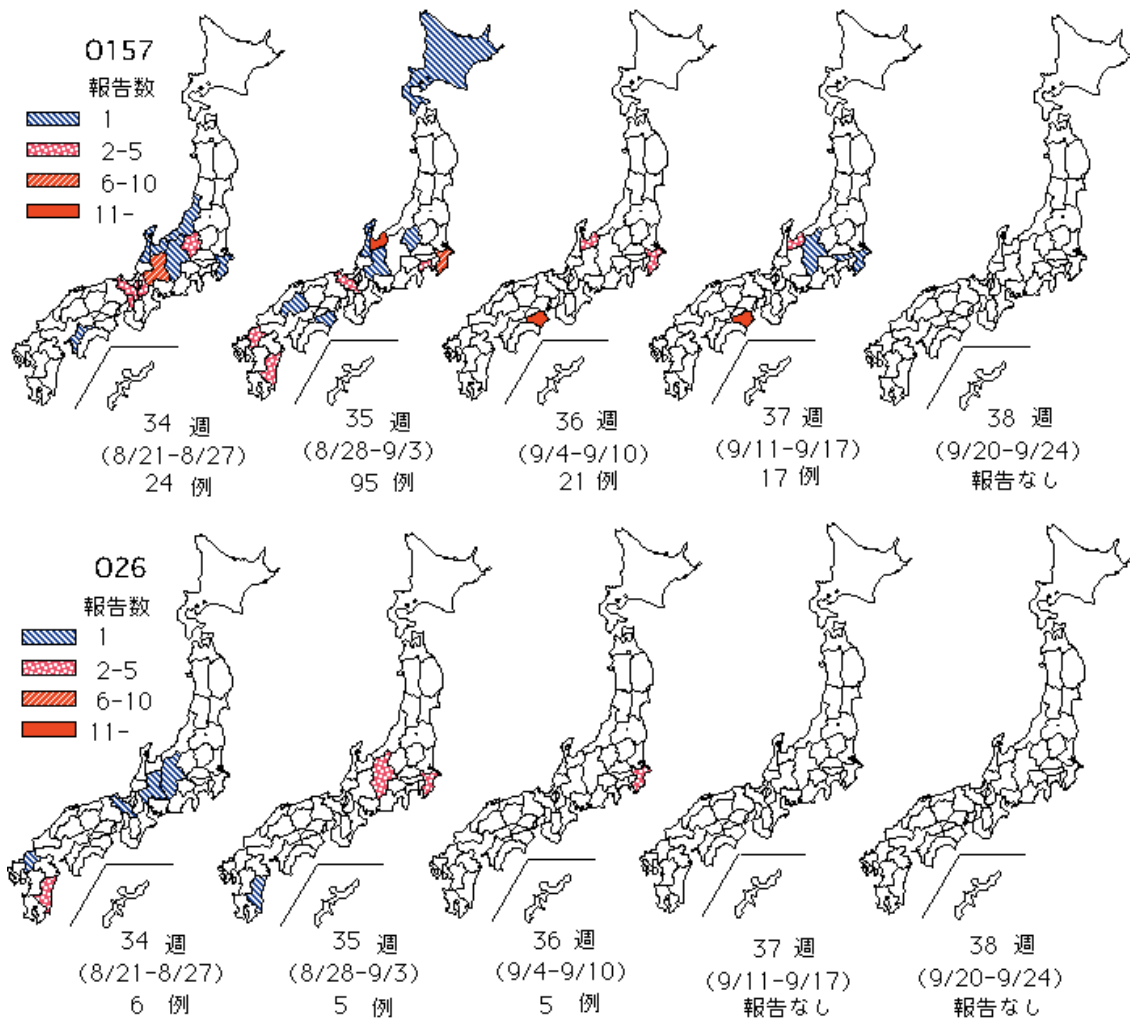 O157
報告数
1
2-5
6-10
11-
34 週
(8/21-8/27)
24 例
35 週
(8/28-9/3)
95 例
36 週
(9/4-9/10)
21 例
37 週
(9/11-9/17)
17 例
38 週
(9/20-9/24)
報告なし
O26
報告数
1
2-5
6-10
11-
34 週
(8/21-8/27)
6 例
35 週
(8/28-9/3)
5 例
36 週
(9/4-9/10)
5 例
37 週
(9/11-9/17)
報告なし
38 週
(9/20-9/24)
報告なし